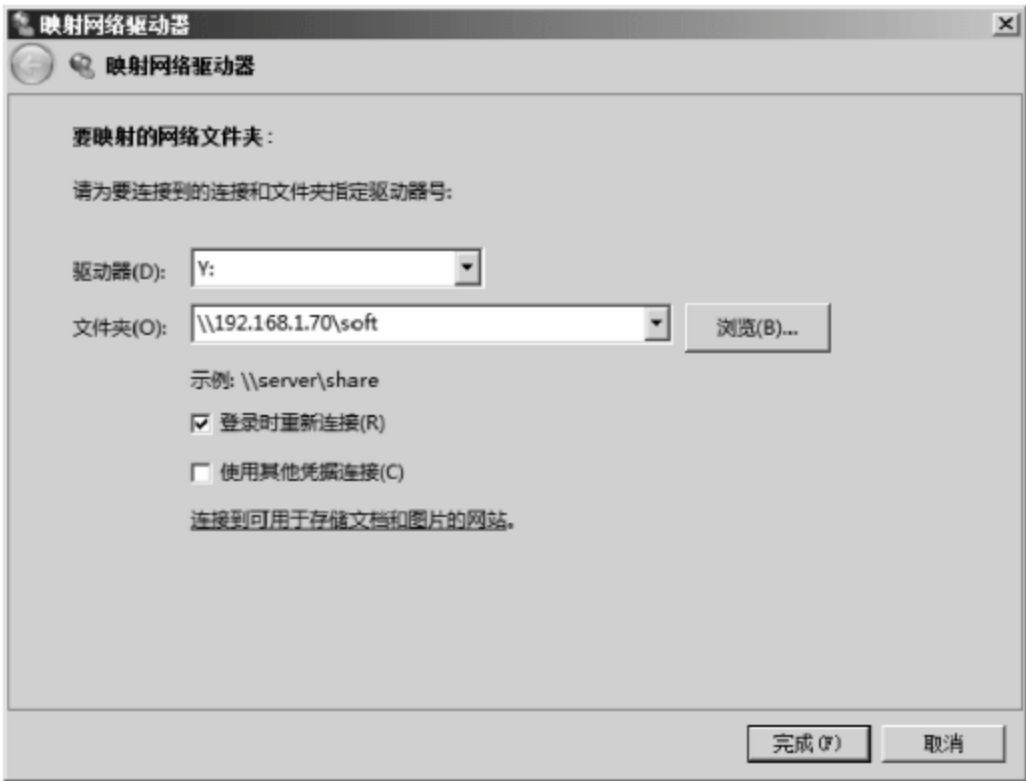 映射网络驱动器
映射网络驱动器
要映射的网络文件夹:
请为要连接到的连接和文件夹指定驱动器号:
驱动器(D): Y:
文件夹(O): \\192.168.1.70\soft 浏览(B)...
示例: \\server\share
登录时重新连接(R)
使用其他凭据连接(C)
连接到可用于存储文档和图片的网站。
完成(F) 取消